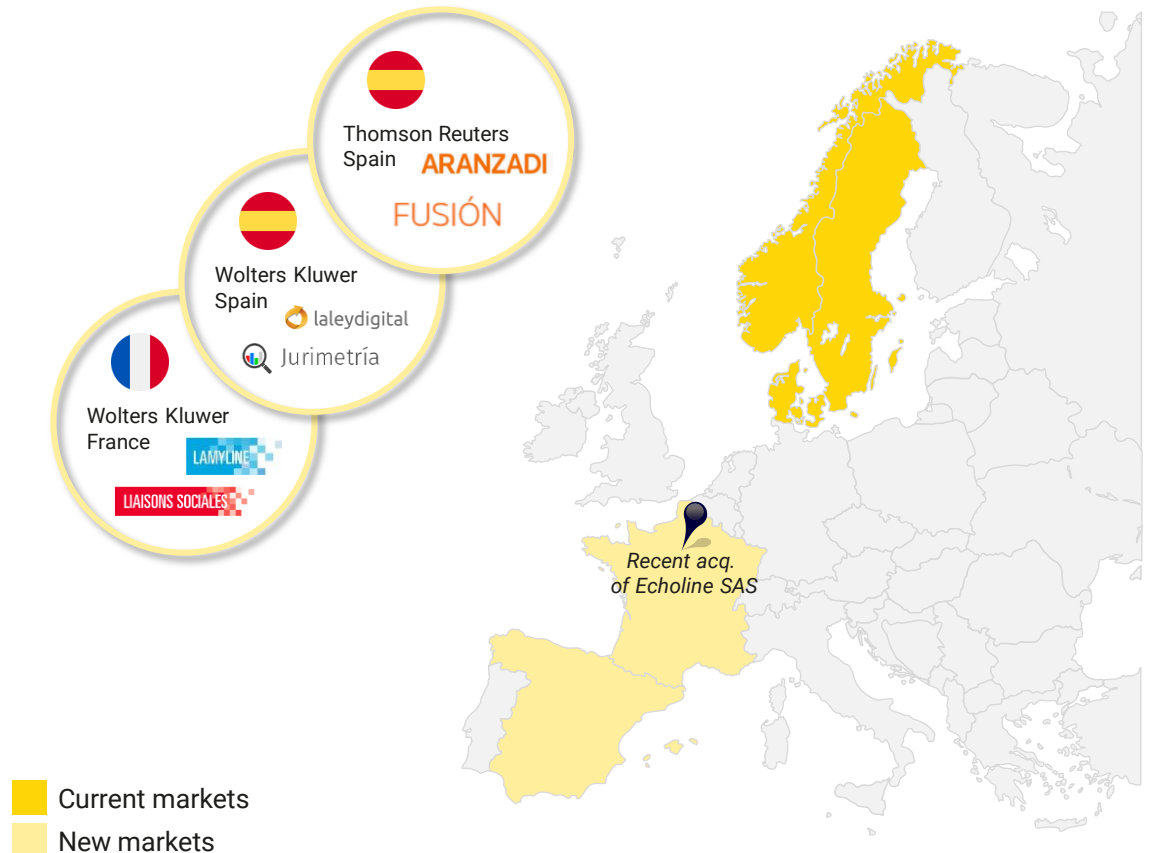 Thomson Reuters
Spain
ARANZADI
FUSIÓN
Wolters Kluwer
Spain
laleydigital
Jurimetría
Wolters Kluwer
France
LAMYLINE
LIAISONS SOCIALES
Recent acq.
of Echoline SAS
Current markets
New markets